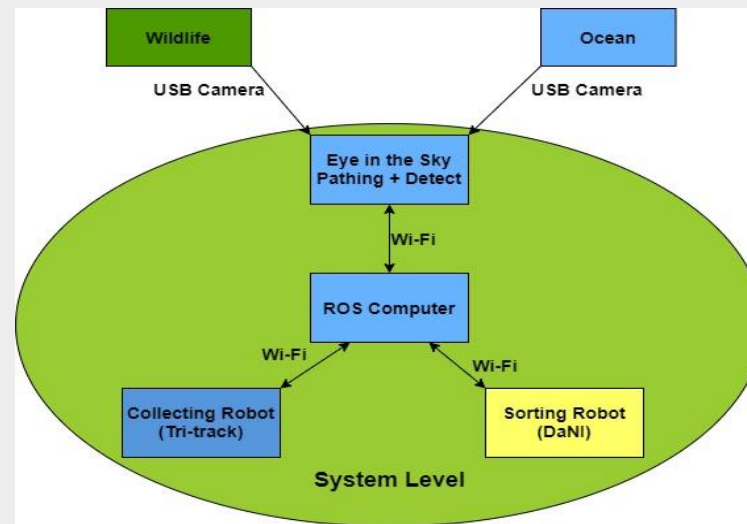 Wildlife
Ocean
USB Camera
USB Camera
Eye in the Sky
Pathing + Detect
Wi-Fi
ROS Computer
Wi-Fi
Wi-Fi
Collecting Robot
(Tri-track)
Sorting Robot
(DaNI)
System Level